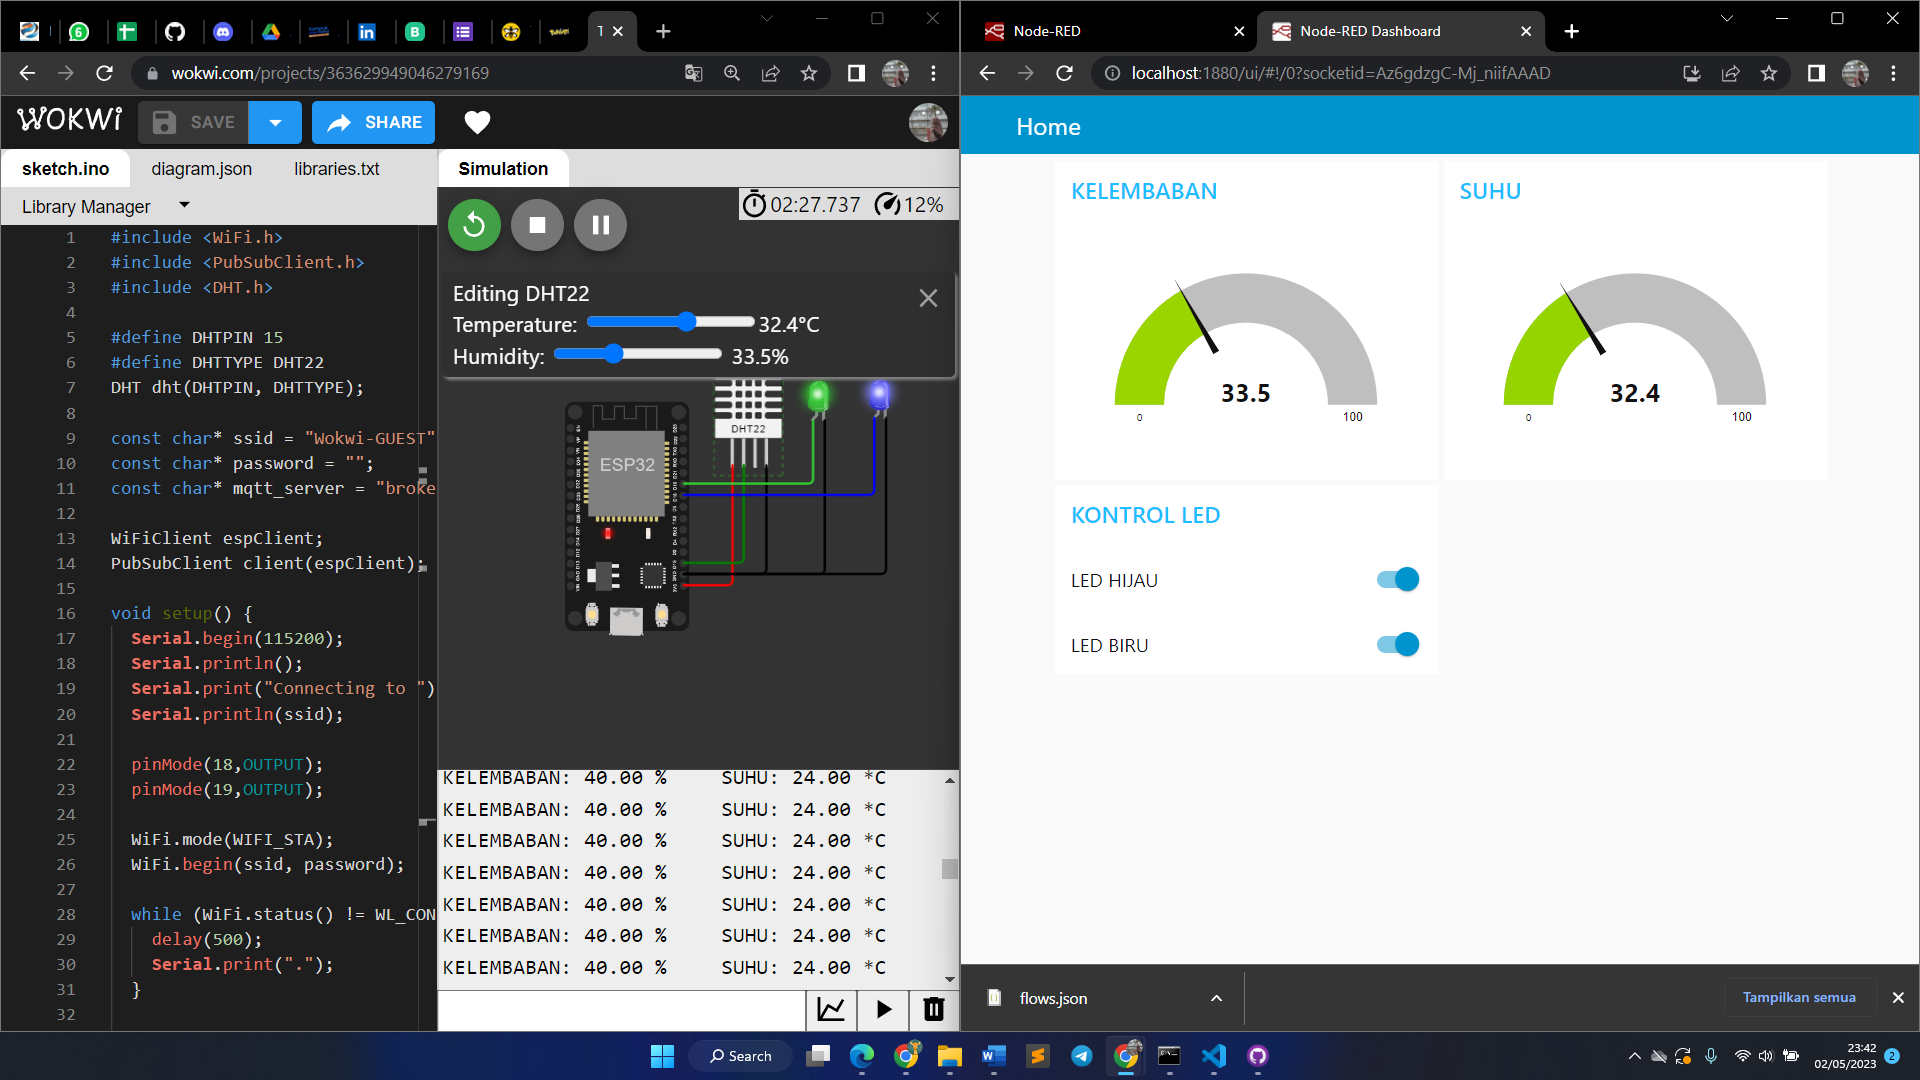 6
T
wokwi.com/projects/363629949046279169
WOKWi
SAVE
SHARE
sketch.ino
diagram.json
libraries.txt
Library Manager
Simulation
02:27.737
12%
1 #include <WiFi.h>
2 #include <PubSubClient.h>
3 #include <DHT.h>
4
5 #define DHTPIN 15
6 #define DHTTYPE DHT22
7 DHT dht(DHTPIN, DHTTYPE);
8
9 const char* ssid = "Wokwi-GUEST"
10 const char* password = "";
11 const char* mqtt_server = "broke
12
13 WiFiClient espClient;
14 PubSubClient client(espClient);
15
16 void setup() {
17 Serial.begin(115200);
18 Serial.println();
19 Serial.print("Connecting to ")
20 Serial.println(ssid);
21
22 pinMode(18,OUTPUT);
23 pinMode(19,OUTPUT);
24
25 WiFi.mode(WIFI_STA);
26 WiFi.begin(ssid, password);
27
28 while (WiFi.status() != WL_CON
29 delay(500);
30 Serial.print(".");
31 }
32
Editing DHT22
Temperature: 32.4°C
Humidity: 33.5%
DHT22
ESP32
KELEMBABAN: 40.00 % SUHU: 24.00 *C
KELEMBABAN: 40.00 % SUHU: 24.00 *C
KELEMBABAN: 40.00 % SUHU: 24.00 *C
KELEMBABAN: 40.00 % SUHU: 24.00 *C
KELEMBABAN: 40.00 % SUHU: 24.00 *C
KELEMBABAN: 40.00 % SUHU: 24.00 *C
KELEMBABAN: 40.00 % SUHU: 24.00 *C
Node-RED
Node-RED Dashboard
localhost:1880/ui/#!/0?socketid=Az6gdzgC-Mj_niifAAAD
Home
KELEMBABAN
33.5
0
100
SUHU
32.4
0
100
KONTROL LED
LED HIJAU
LED BIRU
flows.json
Tampilkan semua
Search
23:42
02/05/2023
2